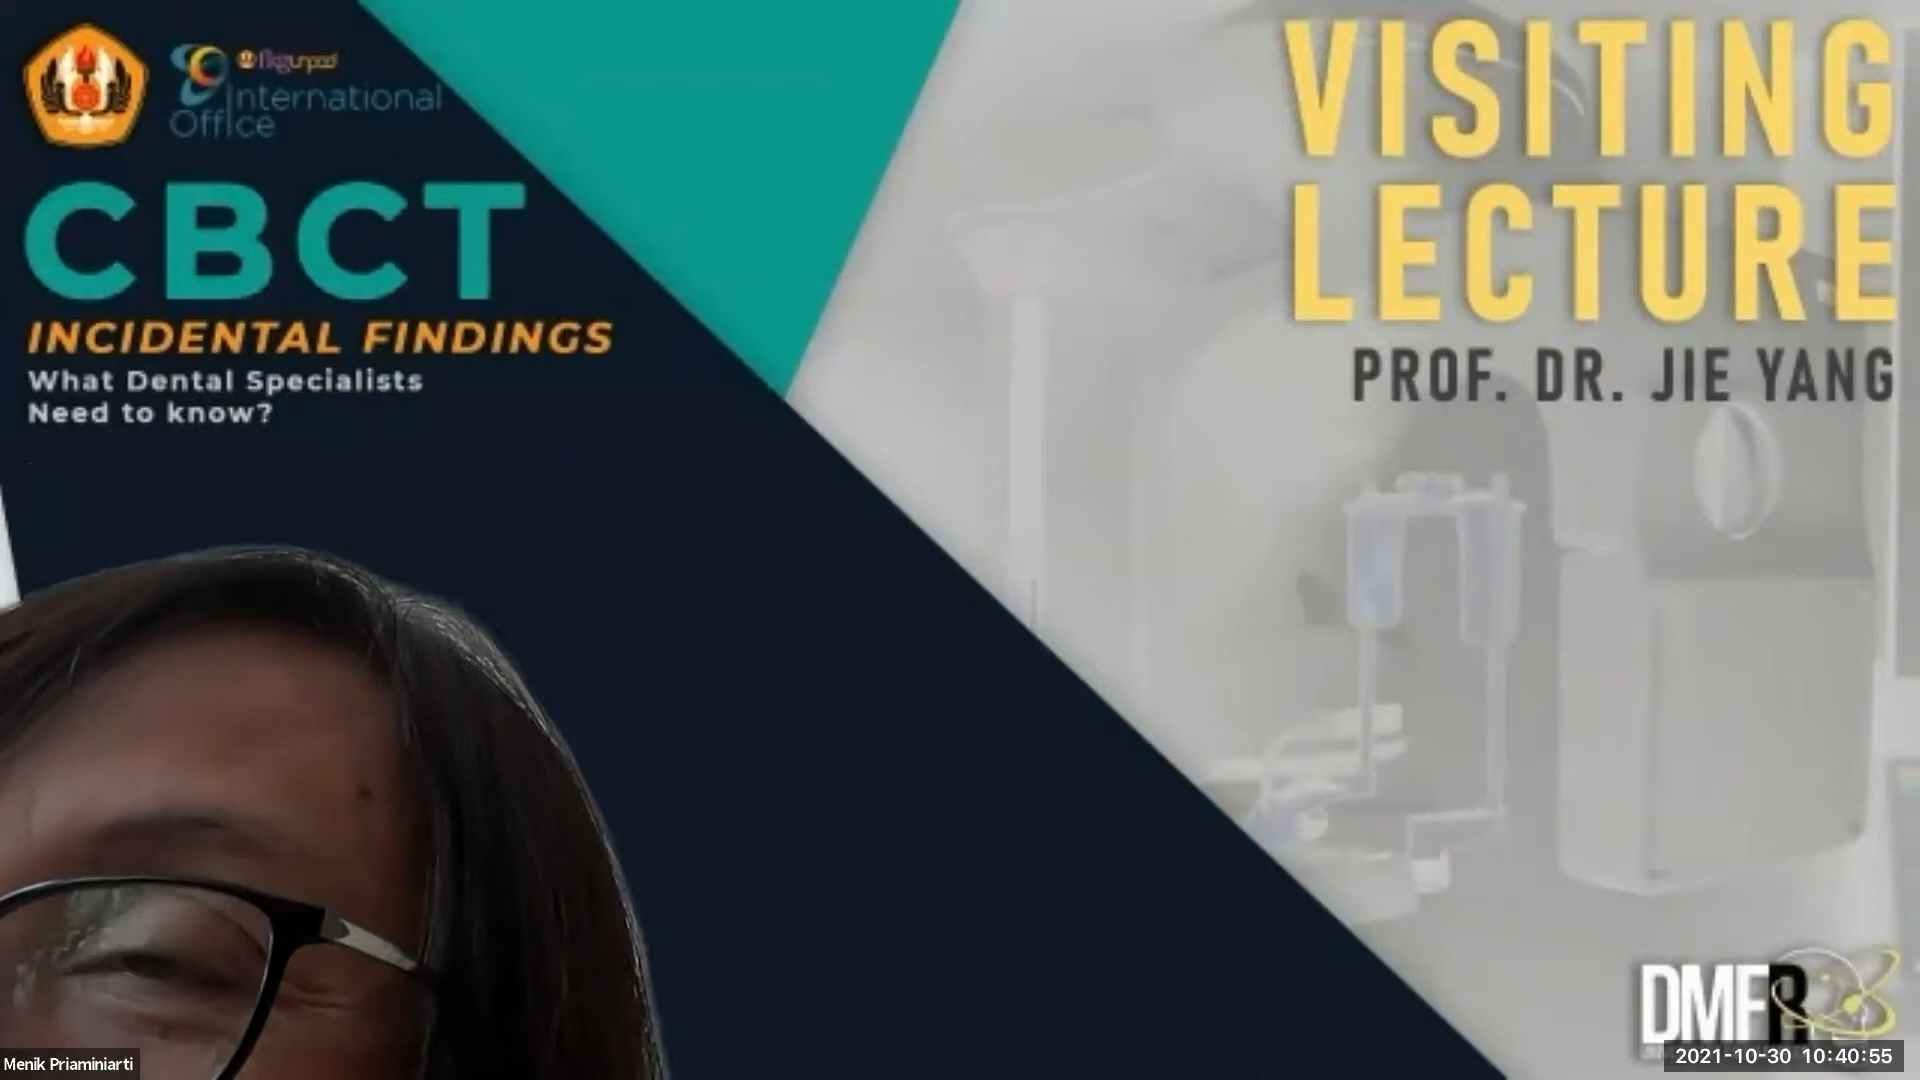 fkgunpad
International
Office
CBCT
INCIDENTAL FINDINGS
What Dental Specialists
Need to know?
VISITING
LECTURE
PROF. DR. JIE YANG
DMFR
Menik Priaminiarti
2021-10-30 10:40:55